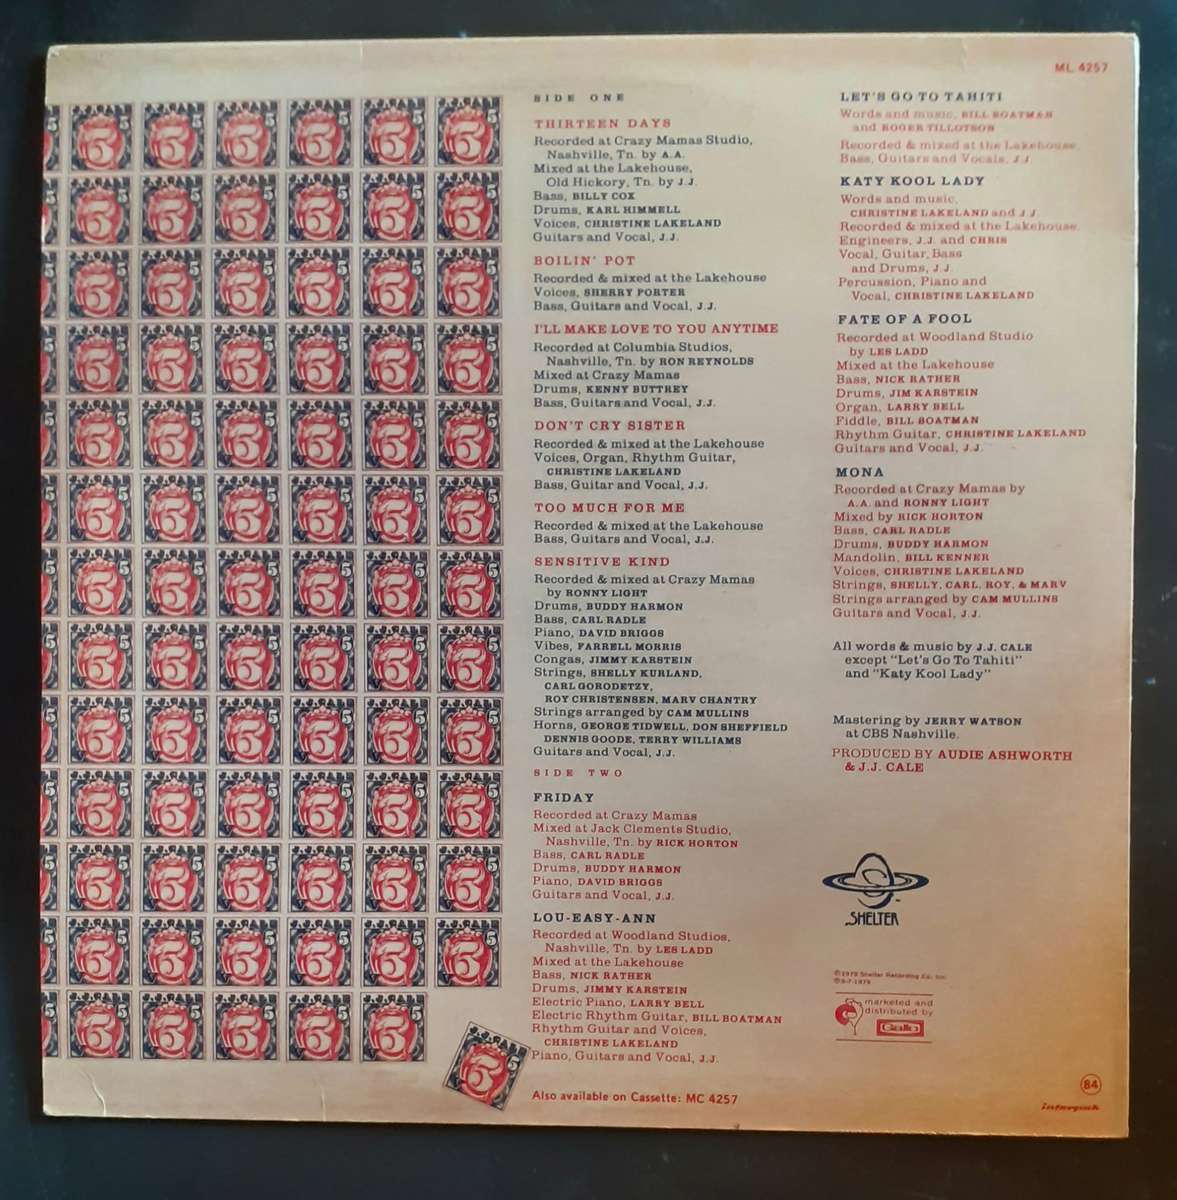 ML 4257
SIDE ONE
THIRTEEN DAYS
Recorded at Crazy Mamas Studio,
Nashville, Tn. by A.A.
Mixed at the Lakehouse,
Old Hickory, Tn. by J.J.
Bass, BILLY COX
Drums, KARL HIMMELL
Voices, CHRISTINE LAKELAND
Guitars and Vocal, J.J.
BOILIN' POT
Recorded & mixed at the Lakehouse
Voices, SHERRY PORTER
Bass, Guitars and Vocal, J.J.
I'LL MAKE LOVE TO YOU ANYTIME
Recorded at Columbia Studios,
Nashville, Tn. by RON REYNOLDS
Mixed at Crazy Mamas
Drums, KENNY BUTTREY
Bass, Guitars and Vocal, J.J.
DON'T CRY SISTER
Recorded & mixed at the Lakehouse
Voices, Organ, Rhythm Guitar,
CHRISTINE LAKELAND
Bass, Guitar and Vocal, J.J.
TOO MUCH FOR ME
Recorded & mixed at the Lakehouse
Bass, Guitars and Vocal, J.J.
SENSITIVE KIND
Recorded & mixed at Crazy Mamas
by RONNY LIGHT
Drums, BUDDY HARMON
Bass, CARL RADLE
Piano, DAVID BRIGGS
Vibes, FARRELL MORRIS
Congas, JIMMY KARSTEIN
Strings, SHELLY KURLAND,
CARL GORODETZY,
ROY CHRISTENSEN, MARV CHANTRY
Strings arranged by CAM MULLINS
Horns, GEORGE TIDWELL, DON SHEFFIELD
DENNIS GOODE, TERRY WILLIAMS
Guitars and Vocal, J.J.
SIDE TWO
FRIDAY
Recorded at Crazy Mamas
Mixed at Jack Clements Studio,
Nashville, Tn. by RICK HORTON
Bass, CARL RADLE
Drums, BUDDY HARMON
Piano, DAVID BRIGGS
Guitars and Vocal, J.J.
LOU-EASY-ANN
Recorded at Woodland Studios,
Nashville, Tn. by LES LADD
Mixed at the Lakehouse
Bass, NICK RATHER
Drums, JIMMY KARSTEIN
Electric Piano, LARRY BELL
Electric Rhythm Guitar, BILL BOATMAN
Rhythm Guitar and Voices,
CHRISTINE LAKELAND
Piano, Guitars and Vocal, J.J.
Also available on Cassette: MC 4257
LET'S GO TO TAHITI
Words and music, BILL BOATMAN
and ROGER TILLOTSON
Recorded & mixed at the Lakehouse,
Bass, Guitars and Vocals, J.J.
KATY KOOL LADY
Words and music,
CHRISTINE LAKELAND and J.J.
Recorded & mixed at the Lakehouse,
Engineers, J.J. and CHRIS
Vocal, Guitar, Bass
and Drums, J.J.
Percussion, Piano and
Vocal, CHRISTINE LAKELAND
FATE OF A FOOL
Recorded at Woodland Studio
by LES LADD
Mixed at the Lakehouse
Bass, NICK RATHER
Drums, JIM KARSTEIN
Organ, LARRY BELL
Fiddle, BILL BOATMAN
Rhythm Guitar, CHRISTINE LAKELAND
Guitars and Vocal, J.J.
MONA
Recorded at Crazy Mamas by
A.A. and RONNY LIGHT
Mixed by RICK HORTON
Bass, CARL RADLE
Drums, BUDDY HARMON
Mandolin, BILL KENNER
Voices, CHRISTINE LAKELAND
Strings, SHELLY, CARL, ROY, & MARV
Strings arranged by CAM MULLINS
Guitars and Vocal, J.J.
All words & music by J.J. CALE
except "Let's Go To Tahiti"
and "Katy Kool Lady"
Mastering by JERRY WATSON
at CBS Nashville.
PRODUCED BY AUDIE ASHWORTH
& J.J. CALE
SHELTER
©1979 Shelter Recording Co., Inc.
marketed and
distributed by
Gallo
84
interpak
J.J. CALE
5